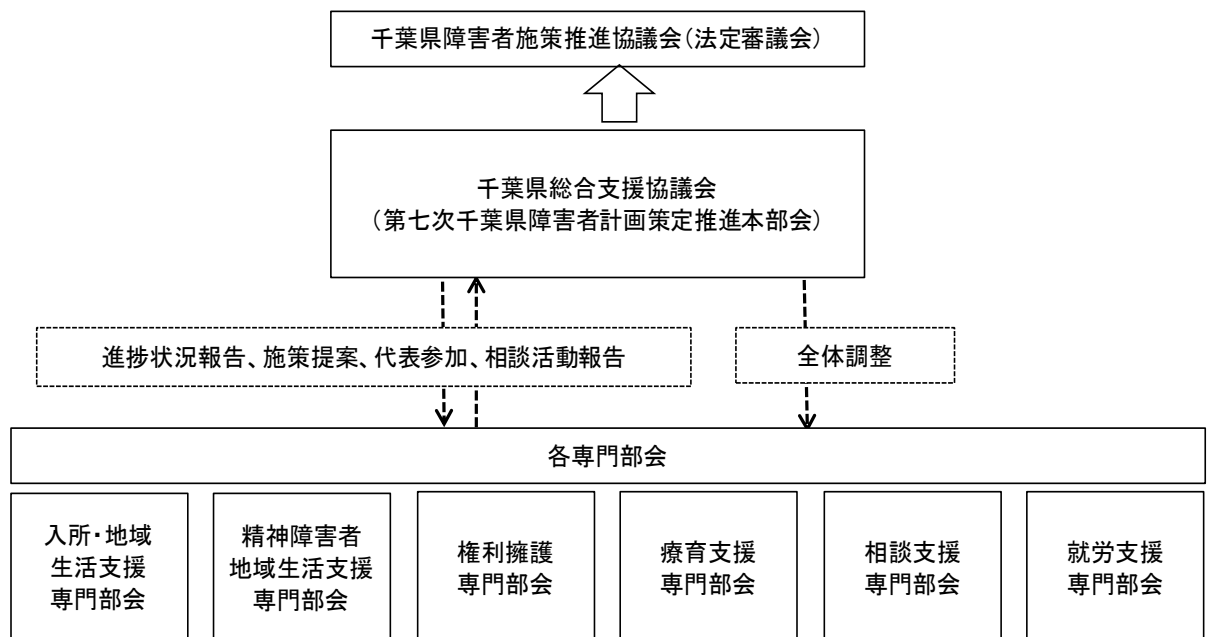 千葉県障害者施策推進協議会（法定審議会）
千葉県総合支援協議会
（第七次千葉県障害者計画策定推進本部会）
進捗状況報告、施策提案、代表参加、相談活動報告
全体調整
各専門部会
入所・地域
生活支援
専門部会
精神障害者
地域生活支援
専門部会
権利擁護
専門部会
療育支援
専門部会
相談支援
専門部会
就労支援
専門部会